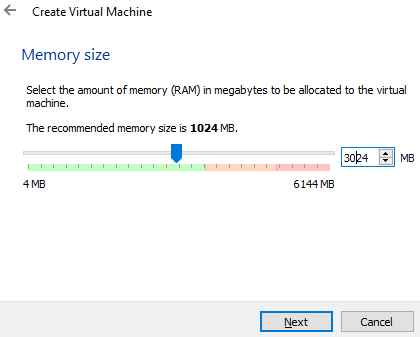 Create Virtual Machine
Memory size
Select the amount of memory (RAM) in megabytes to be allocated to the virtual
machine.
The recommended memory size is 1024 MB.
3024 MB
4 MB 6144 MB
Next Cancel